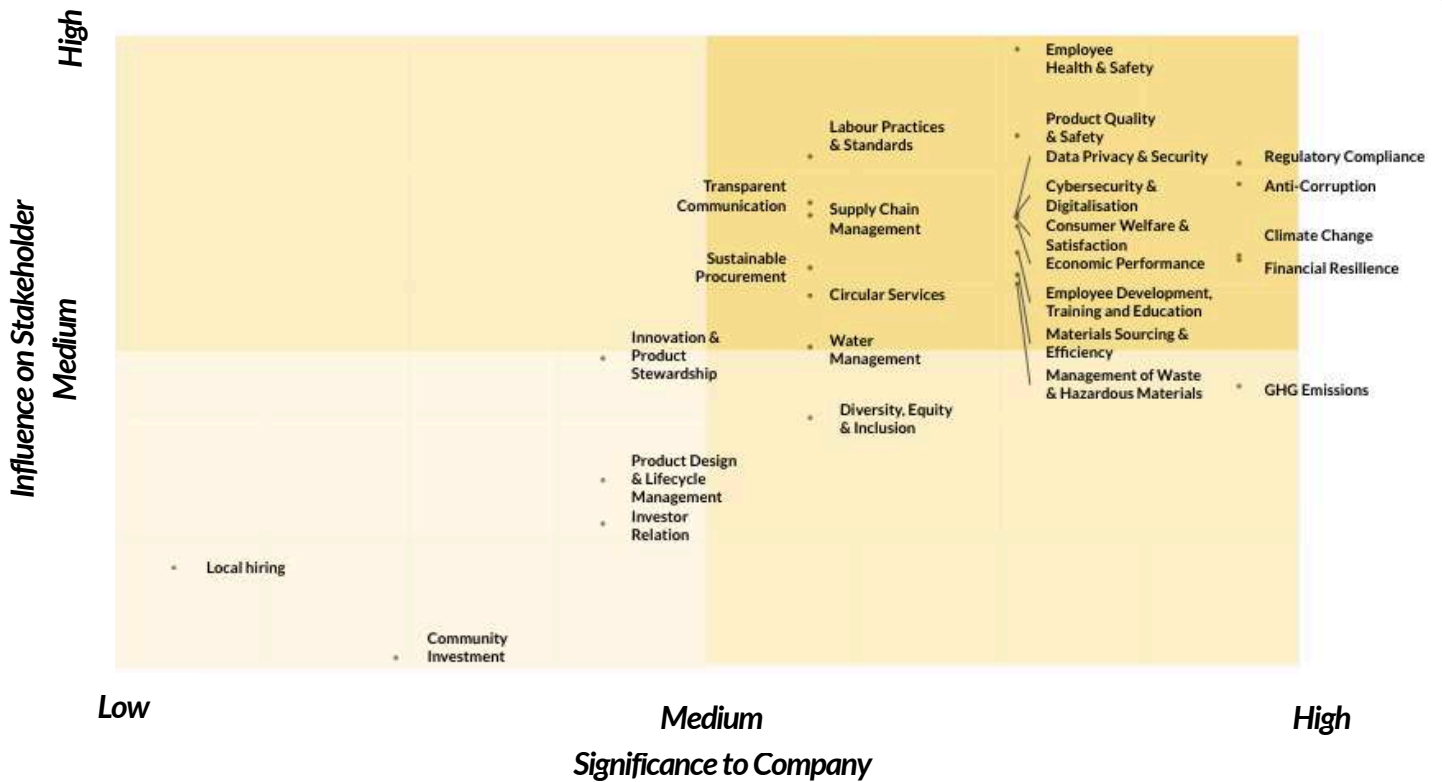 High
Influence on Stakeholder
Medium
Employee
Health & Safety
Labour Practices
& Standards
Product Quality
& Safety
Data Privacy & Security
Regulatory Compliance
Transparent
Communication
Cybersecurity &
Digitalisation
Anti-Corruption
Supply Chain
Management
Consumer Welfare &
Satisfaction
Climate Change
Sustainable
Procurement
Economic Performance
Financial Resilience
Circular Services
Employee Development,
Training and Education
Innovation &
Product
Stewardship
Water
Management
Materials Sourcing &
Efficiency
Management of Waste
& Hazardous Materials
GHG Emissions
Diversity, Equity
& Inclusion
Product Design
& Lifecycle
Management
Investor
Relation
Local hiring
Community
Investment
Low
Medium
High
Significance to Company